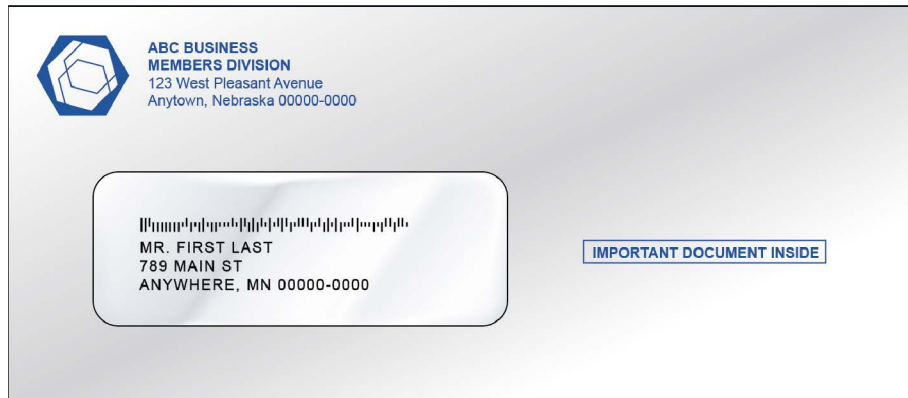 ABC BUSINESS
MEMBERS DIVISION
123 West Pleasant Avenue
Anytown, Nebraska 00000-0000
MR. FIRST LAST
789 MAIN ST
ANYWHERE, MN 00000-0000
IMPORTANT DOCUMENT INSIDE